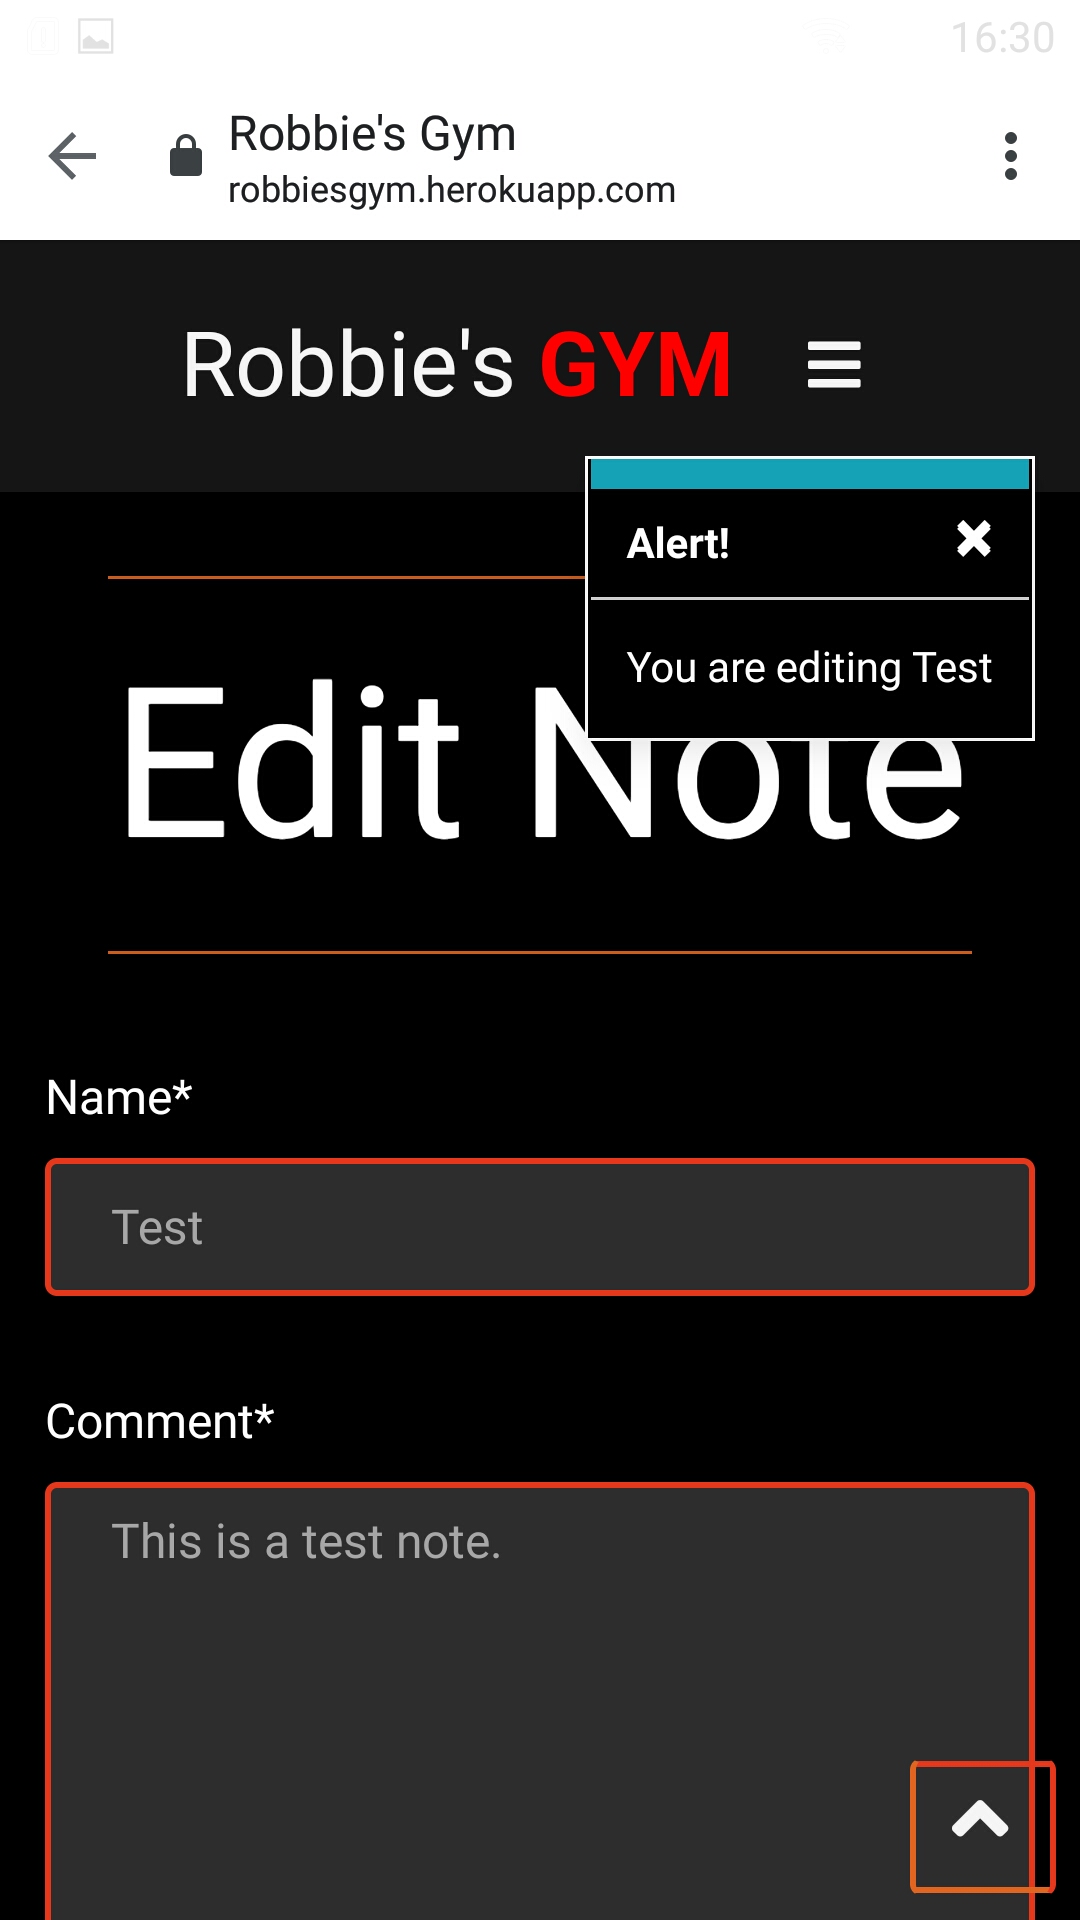 16:30
Robbie's Gym
robbiesgym.herokuapp.com
Robbie's GYM
Alert!
You are editing Test
Edit Note
Name*
Test
Comment*
This is a test note.